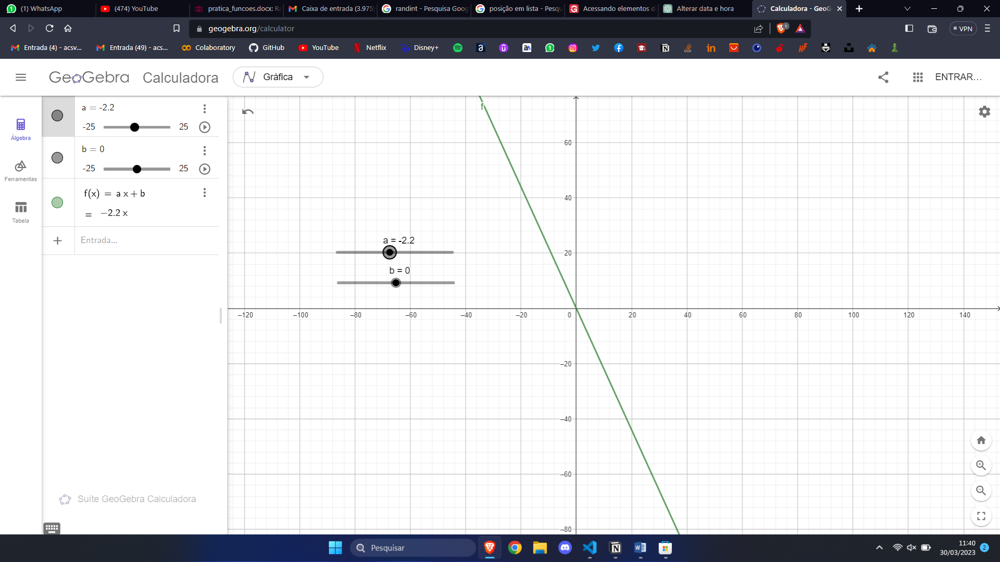 (1) WhatsApp
(474) YouTube
pratica_funcoes.docx: Ra
Caixa de entrada (3.975)
randint - Pesquisa Goog
posição em lista - Pesqu
Acessando elementos d
Alterar data e hora
Calculadora - GeoG
geogebra.org/calculator
1
VPN
Entrada (4) - acsv...
Entrada (49) - acs...
Colaboratory
GitHub
YouTube
Netflix
Disney+
GeoGebra Calculadora
Gráfica
ENTRAR...
Álgebra
Ferramentas
Tabela
a = -2.2
-25 25
b = 0
-25 25
f(x) = a x + b
= −2.2 x
+ Entrada...
Suíte GeoGebra Calculadora
f
a = -2.2
b = 0
60
40
20
–120 –100 –80 –60 –40 –20 0 20 40 60 80 100 120 140
–20
–40
–60
–80
Pesquisar
11:40
30/03/2023
2